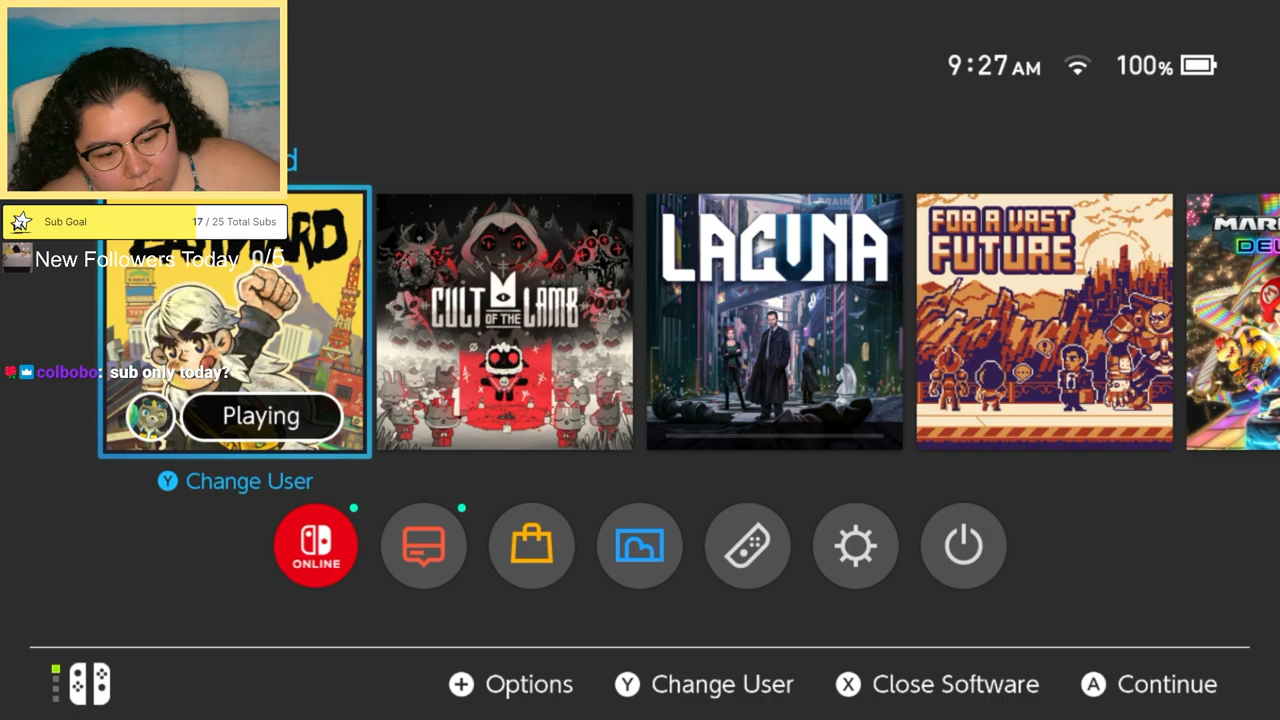 9:27 AM 100%
d
Sub Goal 17 / 25 Total Subs
New Followers Today 0/5
colbobo: sub only today?
Playing
CULT OF THE LAMB
LACUNA
FOR A VAST FUTURE
Y Change User
ONLINE
+ Options Y Change User X Close Software A Continue